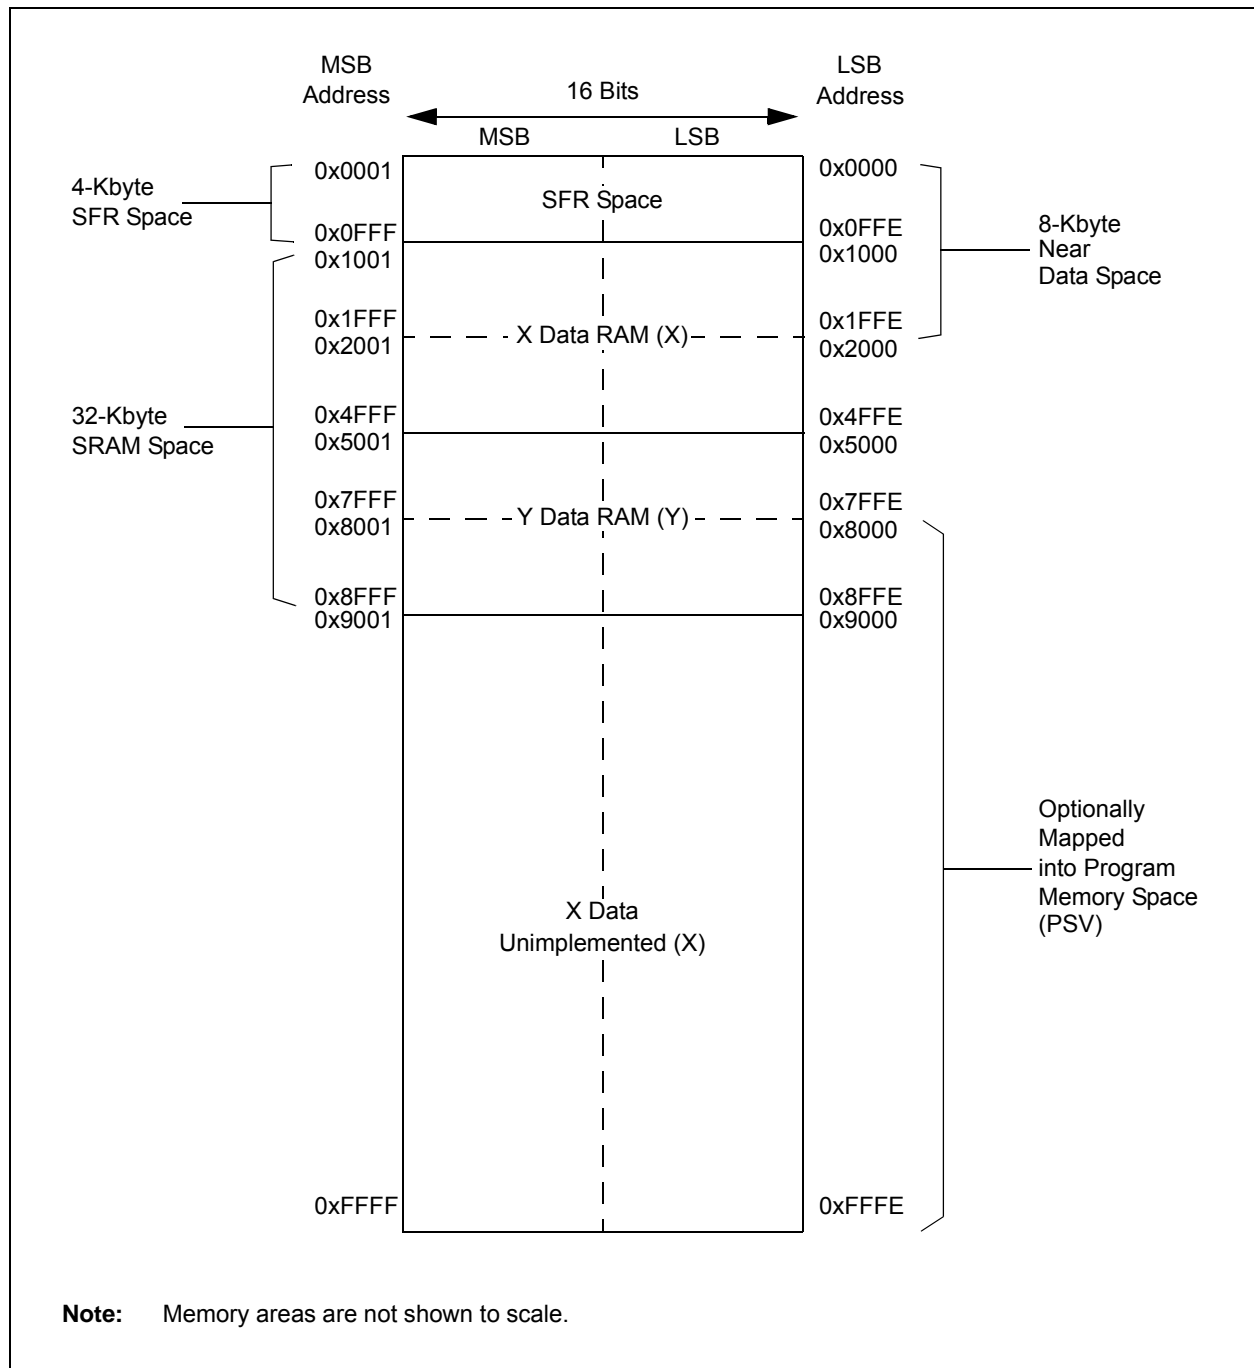 MSB
Address
LSB
Address
16 Bits
MSB
LSB
4-Kbyte
SFR Space
0x0001
SFR Space
0x0000
0x0FFF
0x0FFE
0x1001
0x1000
8-Kbyte
Near
Data Space
0x1FFF
0x1FFE
X Data RAM (X)
0x2001
0x2000
32-Kbyte
SRAM Space
0x4FFF
0x4FFE
0x5001
0x5000
0x7FFF
0x7FFE
Y Data RAM (Y)
0x8001
0x8000
0x8FFF
0x8FFE
0x9001
0x9000
X Data
Unimplemented (X)
Optionally
Mapped
into Program
Memory Space
(PSV)
0xFFFF
0xFFFE
Note: Memory areas are not shown to scale.